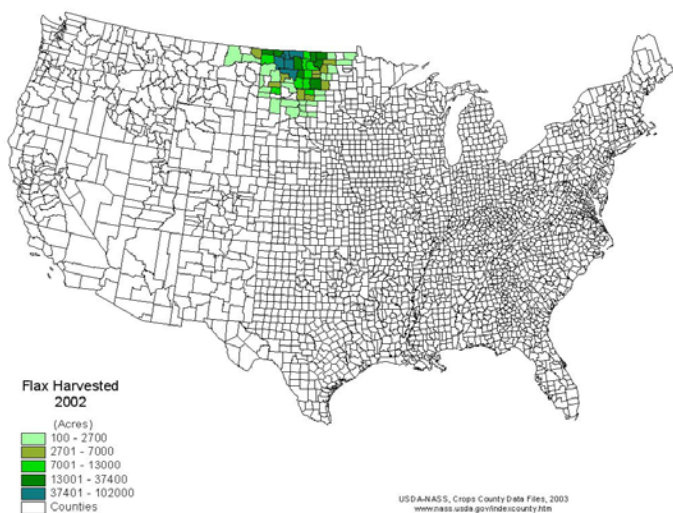 Flax Harvested
2002
(Acres)
100 - 2700
2701 - 7000
7001 - 13000
13001 - 37400
37401 - 102000
Counties
USDA-NASS, Crops County Data Files, 2003
www.nass.usda.gov/indexcounty.htm